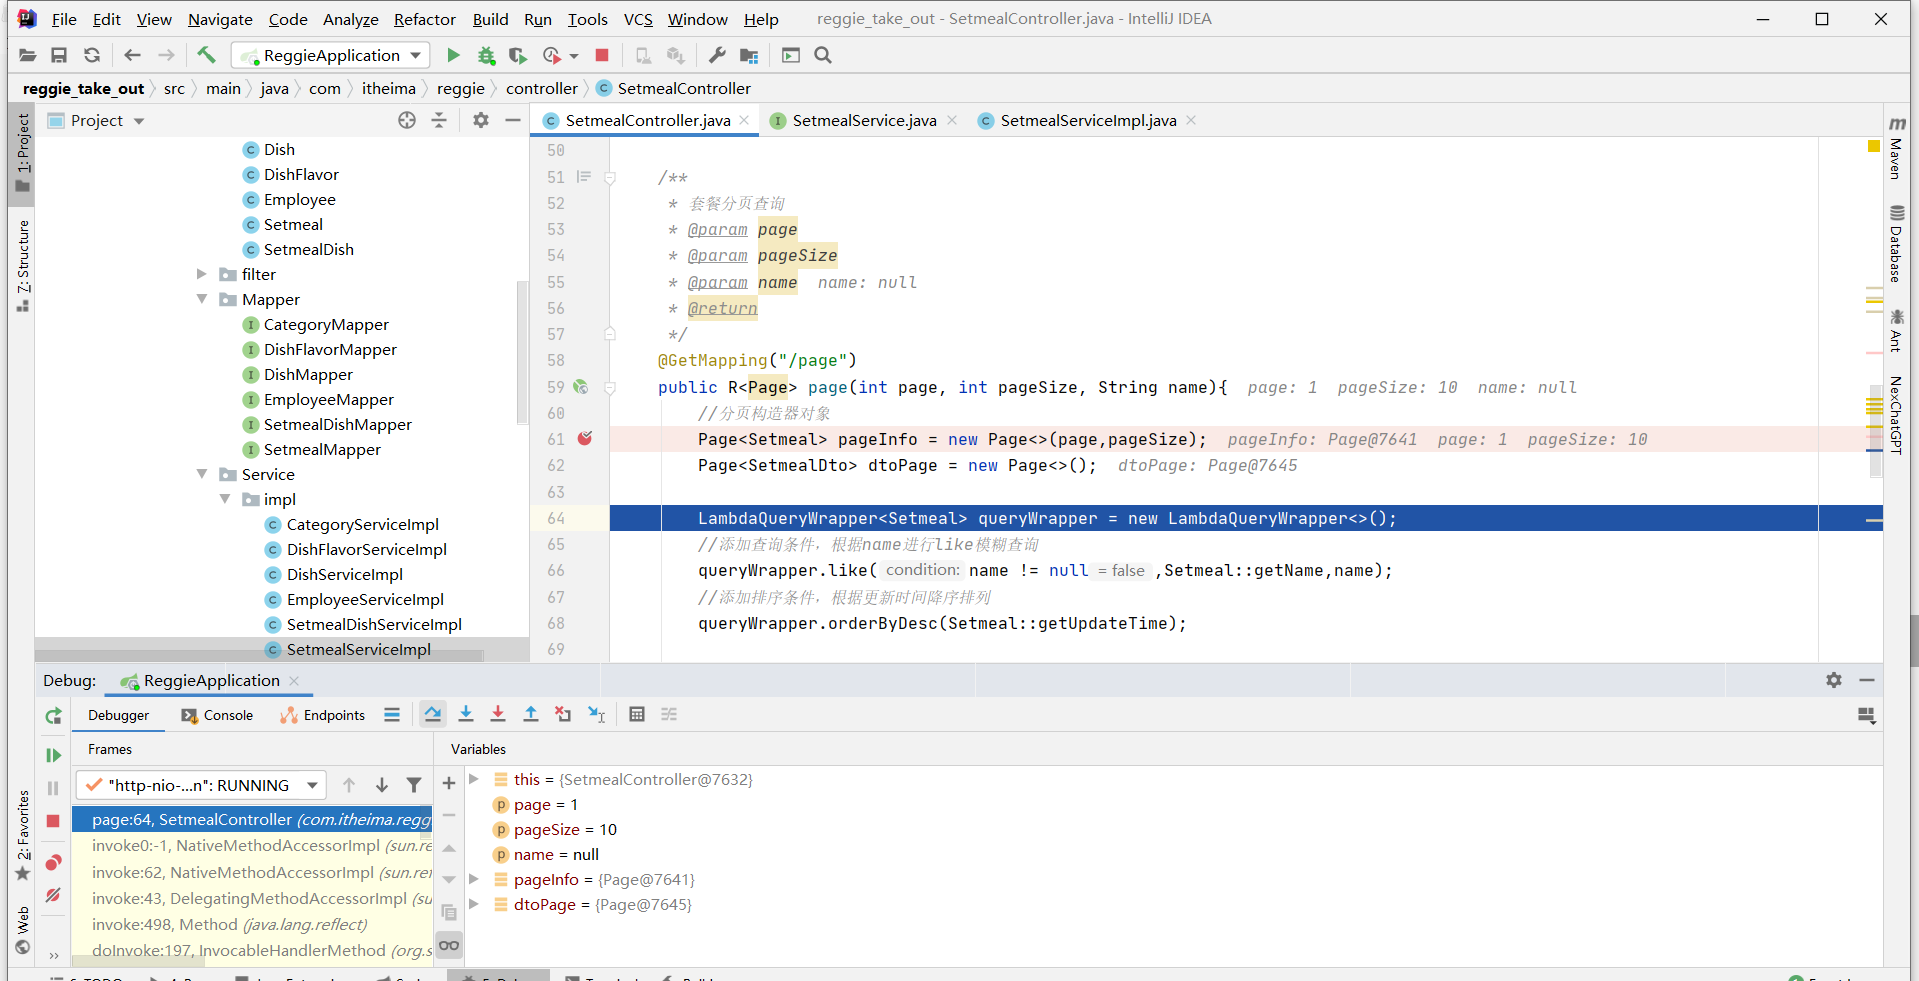 File Edit View Navigate Code Analyze Refactor Build Run Tools VCS Window Help reggie_take_out - SetmealController.java - IntelliJ IDEA
ReggieApplication
reggie_take_out src main java com itheima reggie controller SetmealController
Project
SetmealController.java SetmealService.java SetmealServiceImpl.java
1: Project
7: Structure
2: Favorites
Web
Dish
DishFlavor
Employee
Setmeal
SetmealDish
filter
Mapper
CategoryMapper
DishFlavorMapper
DishMapper
EmployeeMapper
SetmealDishMapper
SetmealMapper
Service
impl
CategoryServiceImpl
DishFlavorServiceImpl
DishServiceImpl
EmployeeServiceImpl
SetmealDishServiceImpl
SetmealServiceImpl
50
51 /**
52 * 套餐分页查询
53 * @param page
54 * @param pageSize
55 * @param name name: null
56 * @return
57 */
58 @GetMapping("/page")
59 public R<Page> page(int page, int pageSize, String name){ page: 1 pageSize: 10 name: null
60 //分页构造器对象
61 Page<Setmeal> pageInfo = new Page<>(page,pageSize); pageInfo: Page@7641 page: 1 pageSize: 10
62 Page<SetmealDto> dtoPage = new Page<>(); dtoPage: Page@7645
63
64 LambdaQueryWrapper<Setmeal> queryWrapper = new LambdaQueryWrapper<>();
65 //添加查询条件，根据name进行like模糊查询
66 queryWrapper.like( condition: name != null = false ,Setmeal::getName,name);
67 //添加排序条件，根据更新时间降序排列
68 queryWrapper.orderByDesc(Setmeal::getUpdateTime);
69
Maven
Database
Ant
NexChatGPT
Debug: ReggieApplication
Debugger Console Endpoints
Frames
"http-nio-...n": RUNNING
page:64, SetmealController (com.itheima.regg
invoke0:-1, NativeMethodAccessorImpl (sun.re
invoke:62, NativeMethodAccessorImpl (sun.ref
invoke:43, DelegatingMethodAccessorImpl (su
invoke:498, Method (java.lang.reflect)
doInvoke:197, InvocableHandlerMethod (org.s
Variables
this = {SetmealController@7632}
page = 1
pageSize = 10
name = null
pageInfo = {Page@7641}
dtoPage = {Page@7645}